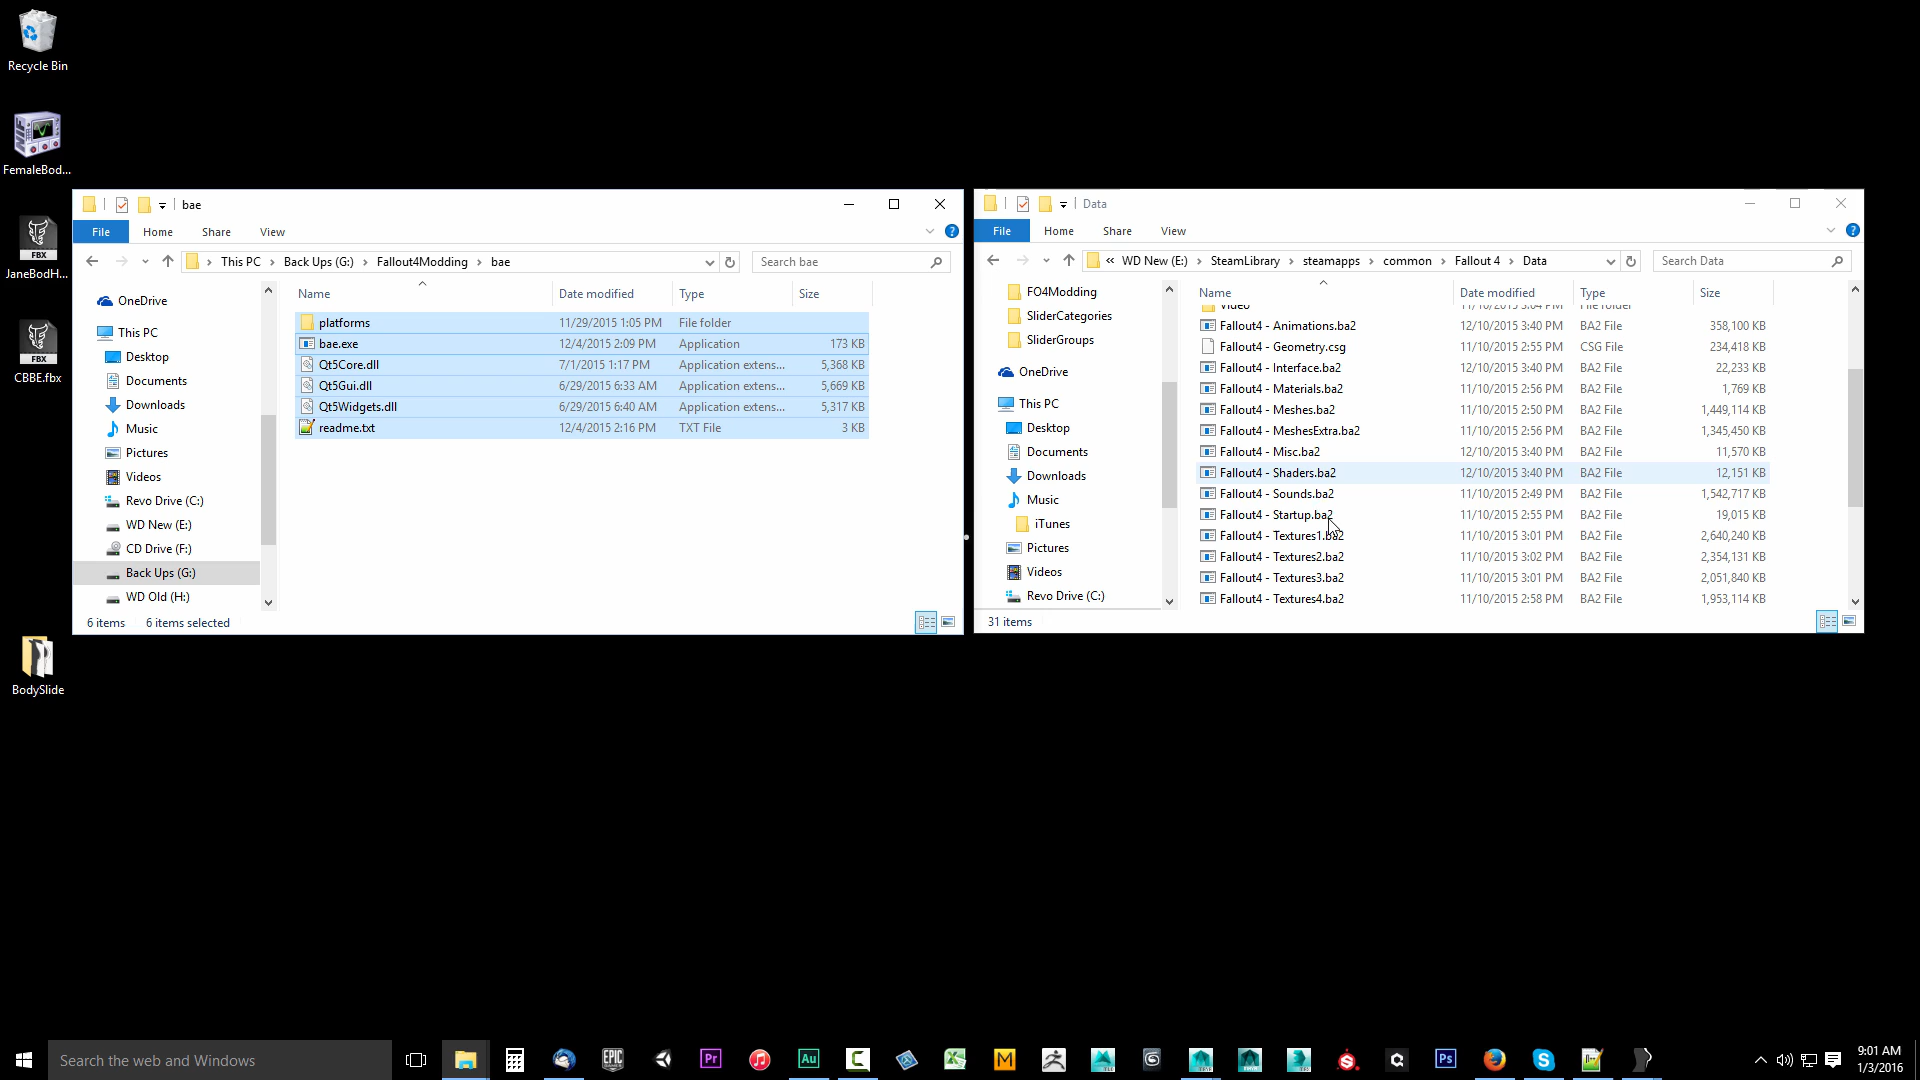 Recycle Bin
FemaleBod...
FBX
JaneBodH...
FBX
CBBE.fbx
BodySlide
bae
File Home Share View
This PC > Back Ups (G:) > Fallout4Modding > bae
Search bae
Name Date modified Type Size
OneDrive
This PC
Desktop
Documents
Downloads
Music
Pictures
Videos
Revo Drive (C:)
WD New (E:)
CD Drive (F:)
Back Ups (G:)
WD Old (H:)
platforms 11/29/2015 1:05 PM File folder
bae.exe 12/4/2015 2:09 PM Application 173 KB
Qt5Core.dll 7/1/2015 1:17 PM Application extens... 5,368 KB
Qt5Gui.dll 6/29/2015 6:33 AM Application extens... 5,669 KB
Qt5Widgets.dll 6/29/2015 6:40 AM Application extens... 5,317 KB
readme.txt 12/4/2015 2:16 PM TXT File 3 KB
6 items 6 items selected
Data
File Home Share View
« WD New (E:) > SteamLibrary > steamapps > common > Fallout 4 > Data
Search Data
Name Date modified Type Size
FO4Modding
SliderCategories
SliderGroups
OneDrive
This PC
Desktop
Documents
Downloads
Music
iTunes
Pictures
Videos
Revo Drive (C:)
Video 11/10/2015 3:04 PM File folder
Fallout4 - Animations.ba2 12/10/2015 3:40 PM BA2 File 358,100 KB
Fallout4 - Geometry.csg 11/10/2015 2:55 PM CSG File 234,418 KB
Fallout4 - Interface.ba2 12/10/2015 3:40 PM BA2 File 22,233 KB
Fallout4 - Materials.ba2 11/10/2015 2:56 PM BA2 File 1,769 KB
Fallout4 - Meshes.ba2 11/10/2015 2:50 PM BA2 File 1,449,114 KB
Fallout4 - MeshesExtra.ba2 11/10/2015 2:56 PM BA2 File 1,345,450 KB
Fallout4 - Misc.ba2 12/10/2015 3:40 PM BA2 File 11,570 KB
Fallout4 - Shaders.ba2 12/10/2015 3:40 PM BA2 File 12,151 KB
Fallout4 - Sounds.ba2 11/10/2015 2:49 PM BA2 File 1,542,717 KB
Fallout4 - Startup.ba2 11/10/2015 2:55 PM BA2 File 19,015 KB
Fallout4 - Textures1.ba2 11/10/2015 3:01 PM BA2 File 2,640,240 KB
Fallout4 - Textures2.ba2 11/10/2015 3:02 PM BA2 File 2,354,131 KB
Fallout4 - Textures3.ba2 11/10/2015 3:01 PM BA2 File 2,051,840 KB
Fallout4 - Textures4.ba2 11/10/2015 2:58 PM BA2 File 1,953,114 KB
31 items
Search the web and Windows
EPIC
Pr
Au
M
Ps
9:01 AM
1/3/2016